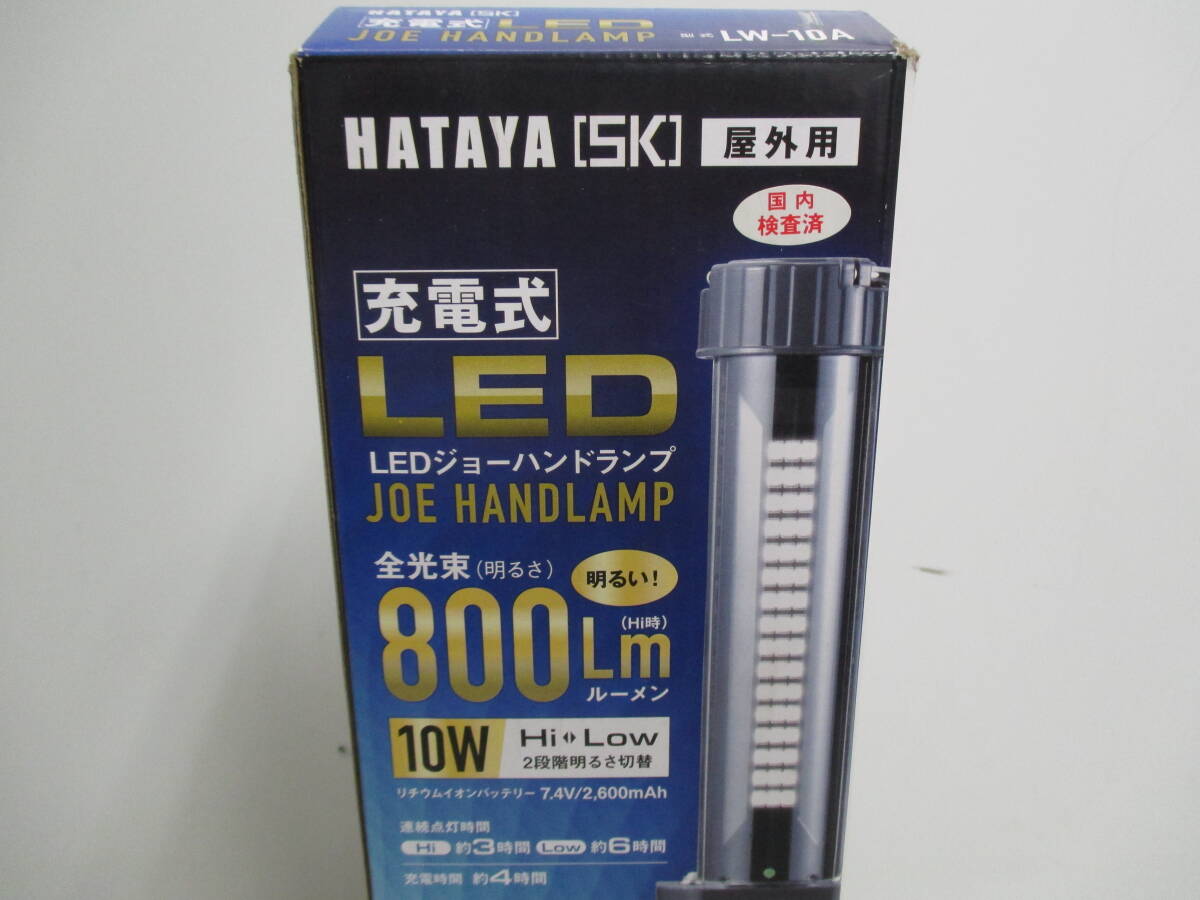 HATAYA [SK]
充電式 LED
JOE HANDLAMP 型式 LW-10A
HATAYA [SK] 屋外用
国内
検査済
充電式
LED
LEDジョーハンドランプ
JOE HANDLAMP
全光束(明るさ) 明るい!
800Lm (Hi時)
ルーメン
10W Hi Low
2段階明るさ切替
リチウムイオンバッテリー 7.4V/2,600mAh
連続点灯時間
Hi 約3時間 Low 約6時間
充電時間 約4時間